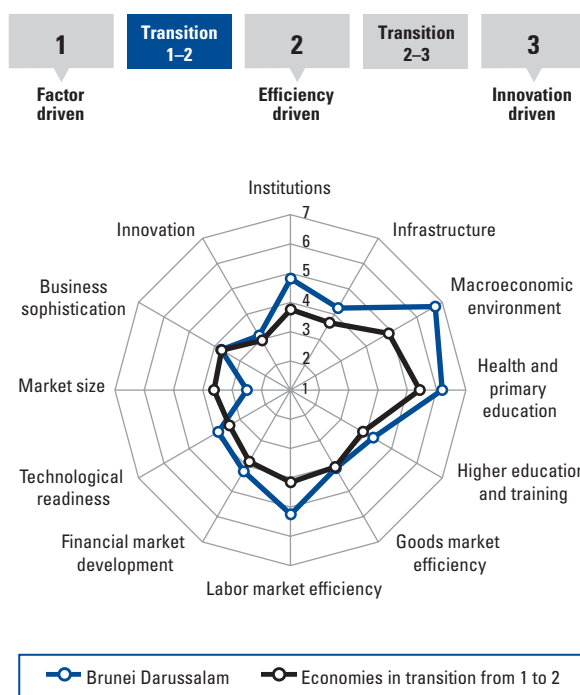 1
Transition
1–2
2
Transition
2–3
3
Factor
driven
Efficiency
driven
Innovation
driven
Institutions
7
Innovation
Infrastructure
6
Business
sophistication
5
Macroeconomic
environment
4
3
Market size
2
1
Health and
primary
education
Technological
readiness
Higher education
and training
Financial market
development
Goods market
efficiency
Labor market efficiency
Brunei Darussalam
Economies in transition from 1 to 2